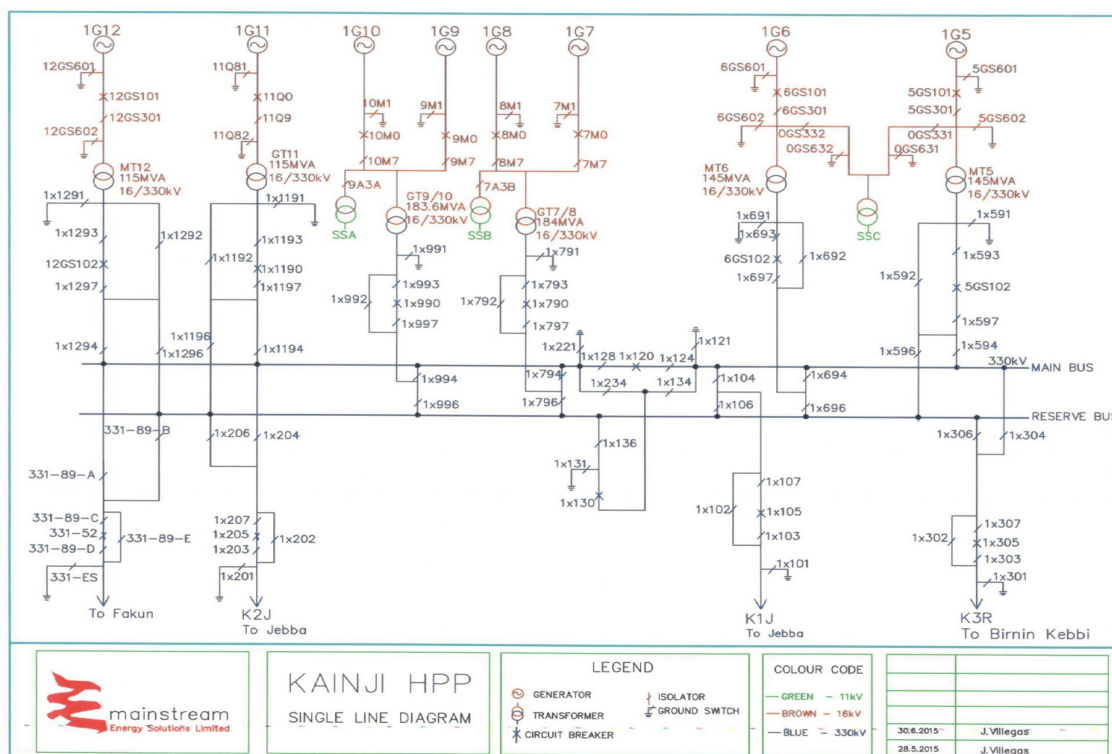 1G12 1G11 1G10 1G9 1G8 1G7 1G6 1G5
12GS601
12GS101
12GS301
12GS602
MT12
115MVA
16/330kV
11Q81
11Q0
11Q9
11Q82
GT11
115MVA
16/330kV
10M1
10M0
10M7
9M1
9M0
9M7
9A3A
SSA
GT9/10
183.6MVA
16/330kV
8M1
8M0
8M7
7M1
7M0
7M7
7A3B
SSB
GT7/8
184MVA
16/330kV
6GS601
6GS101
6GS301
6GS602
0GS332
0GS632
MT6
145MVA
16/330kV
SSC
5GS601
5GS101
5GS301
5GS602
0GS331
0GS631
MT5
145MVA
16/330kV
1x1291
1x1293
1x1292
12GS102
1x1297
1x1294
1x1296
1x1191
1x1193
1x1192
1x1190
1x1197
1x1196
1x1194
1x991
1x993
1x992
1x990
1x997
1x994
1x996
1x791
1x793
1x792
1x790
1x797
1x794
1x796
1x691
1x693
6GS102
1x692
1x697
1x694
1x696
1x591
1x593
1x592
5GS102
1x597
1x596
1x594
1x221
1x128
1x120
1x124
1x121
1x234
1x134
1x104
1x106
330kV
MAIN BUS
RESERVE BUS
331-89-B
331-89-A
331-89-C
331-52
331-89-D
331-89-E
331-ES
To Fakun
1x206
1x204
1x207
1x205
1x203
1x202
1x201
K2J
To Jebba
1x136
1x131
1x130
1x107
1x102
1x105
1x103
1x101
K1J
To Jebba
1x306
1x304
1x307
1x302
1x305
1x303
1x301
K3R
To Birnin Kebbi
mainstream
Energy Solutions Limited
KAINJI HPP
SINGLE LINE DIAGRAM
LEGEND
GENERATOR
TRANSFORMER
CIRCUIT BREAKER
ISOLATOR
GROUND SWITCH
COLOUR CODE
GREEN - 11kV
BROWN - 16kV
BLUE - 330kV
30.6.2015 J.Villegas
28.5.2015 J.Villegas